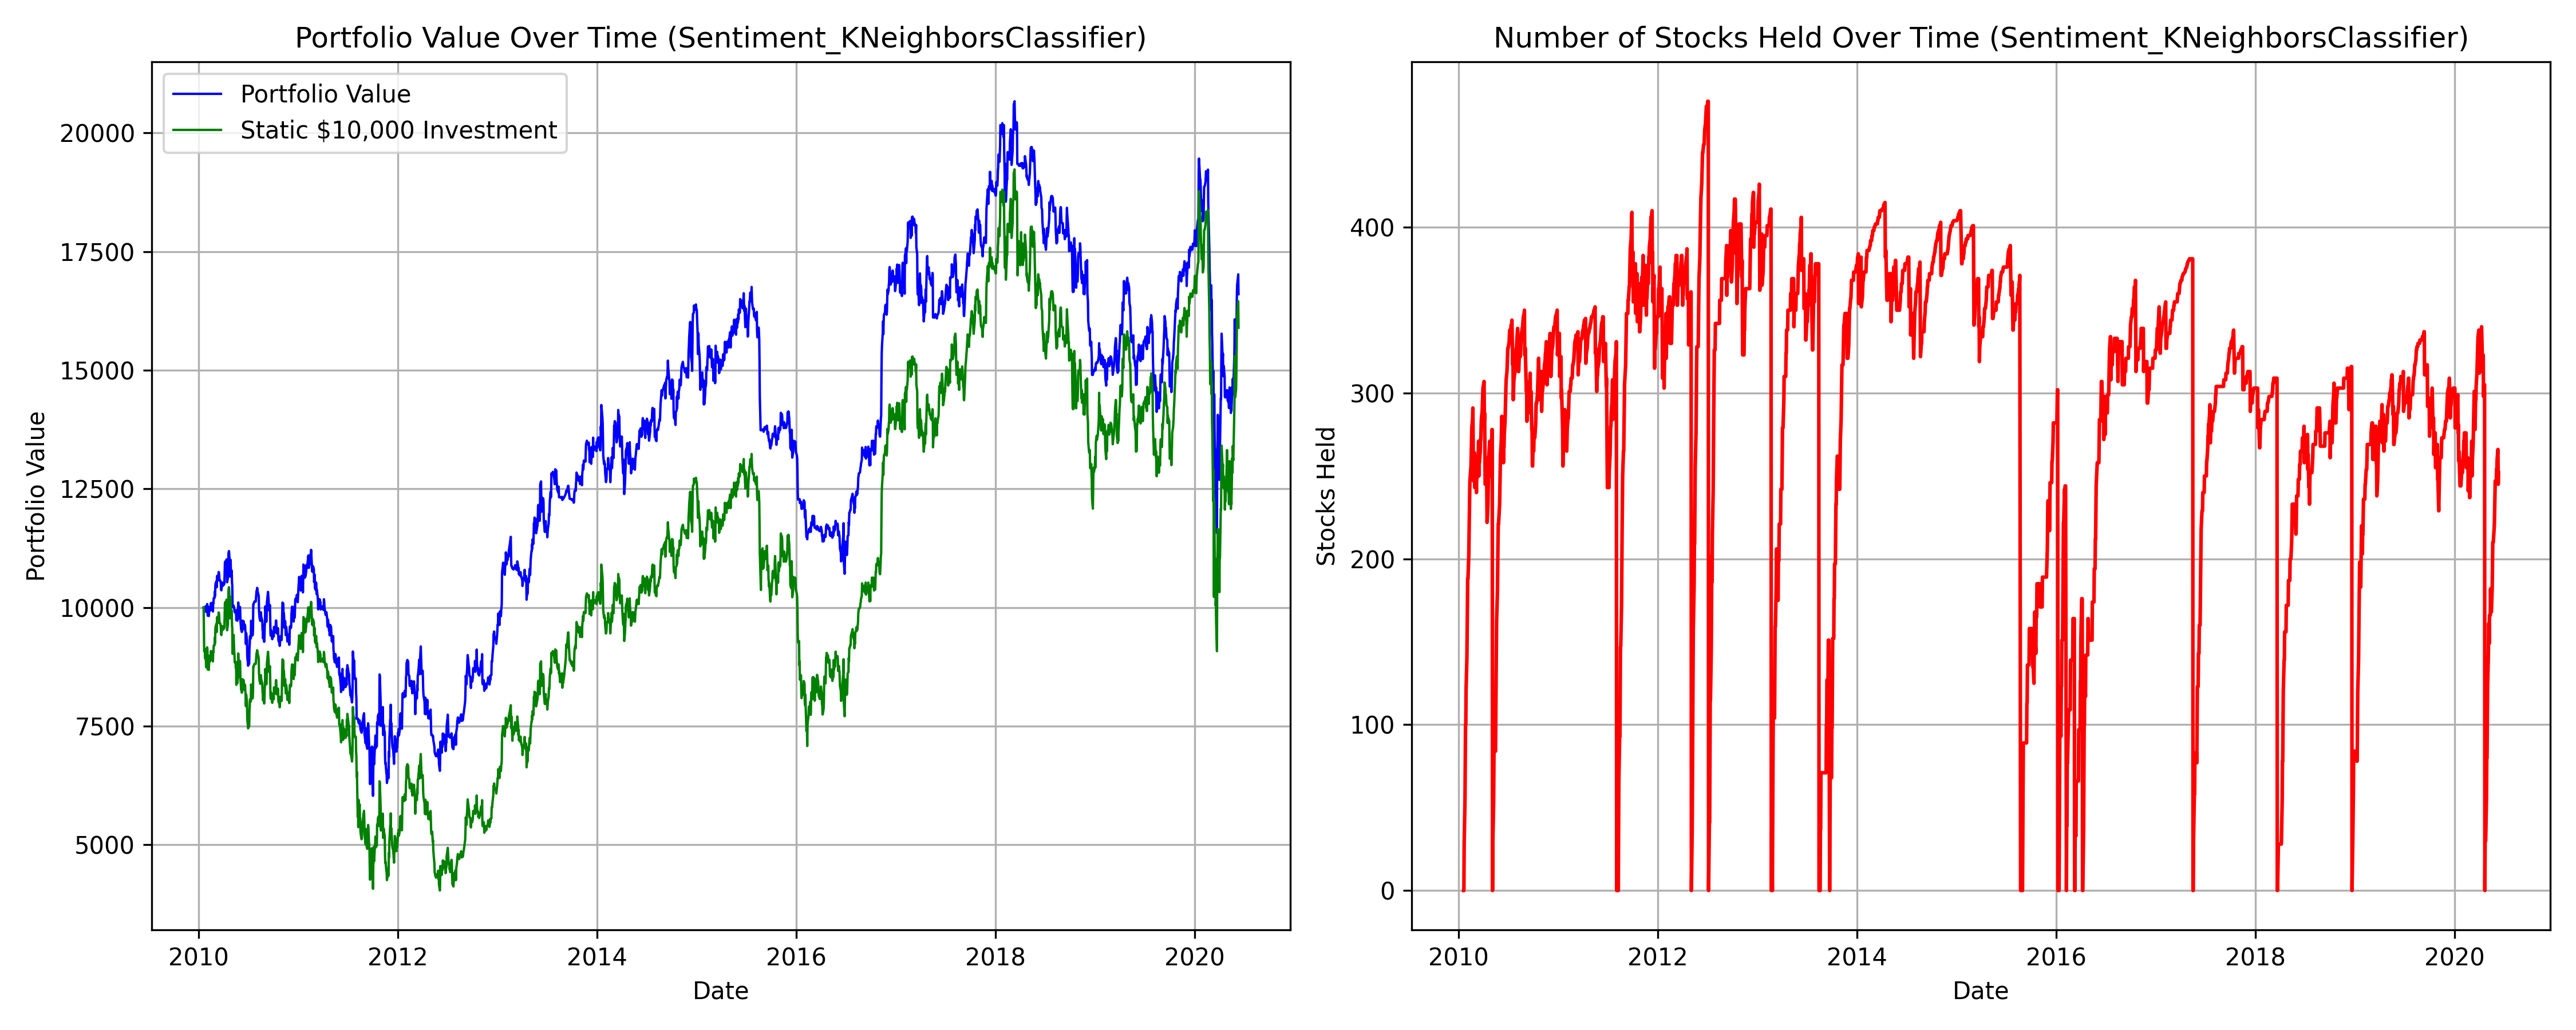 Portfolio Value Over Time (Sentiment_KNeighborsClassifier)
Portfolio Value
Static $10,000 Investment
Portfolio Value
20000
17500
15000
12500
10000
7500
5000
2010 2012 2014 2016 2018 2020
Date
Number of Stocks Held Over Time (Sentiment_KNeighborsClassifier)
Stocks Held
400
300
200
100
0
2010 2012 2014 2016 2018 2020
Date